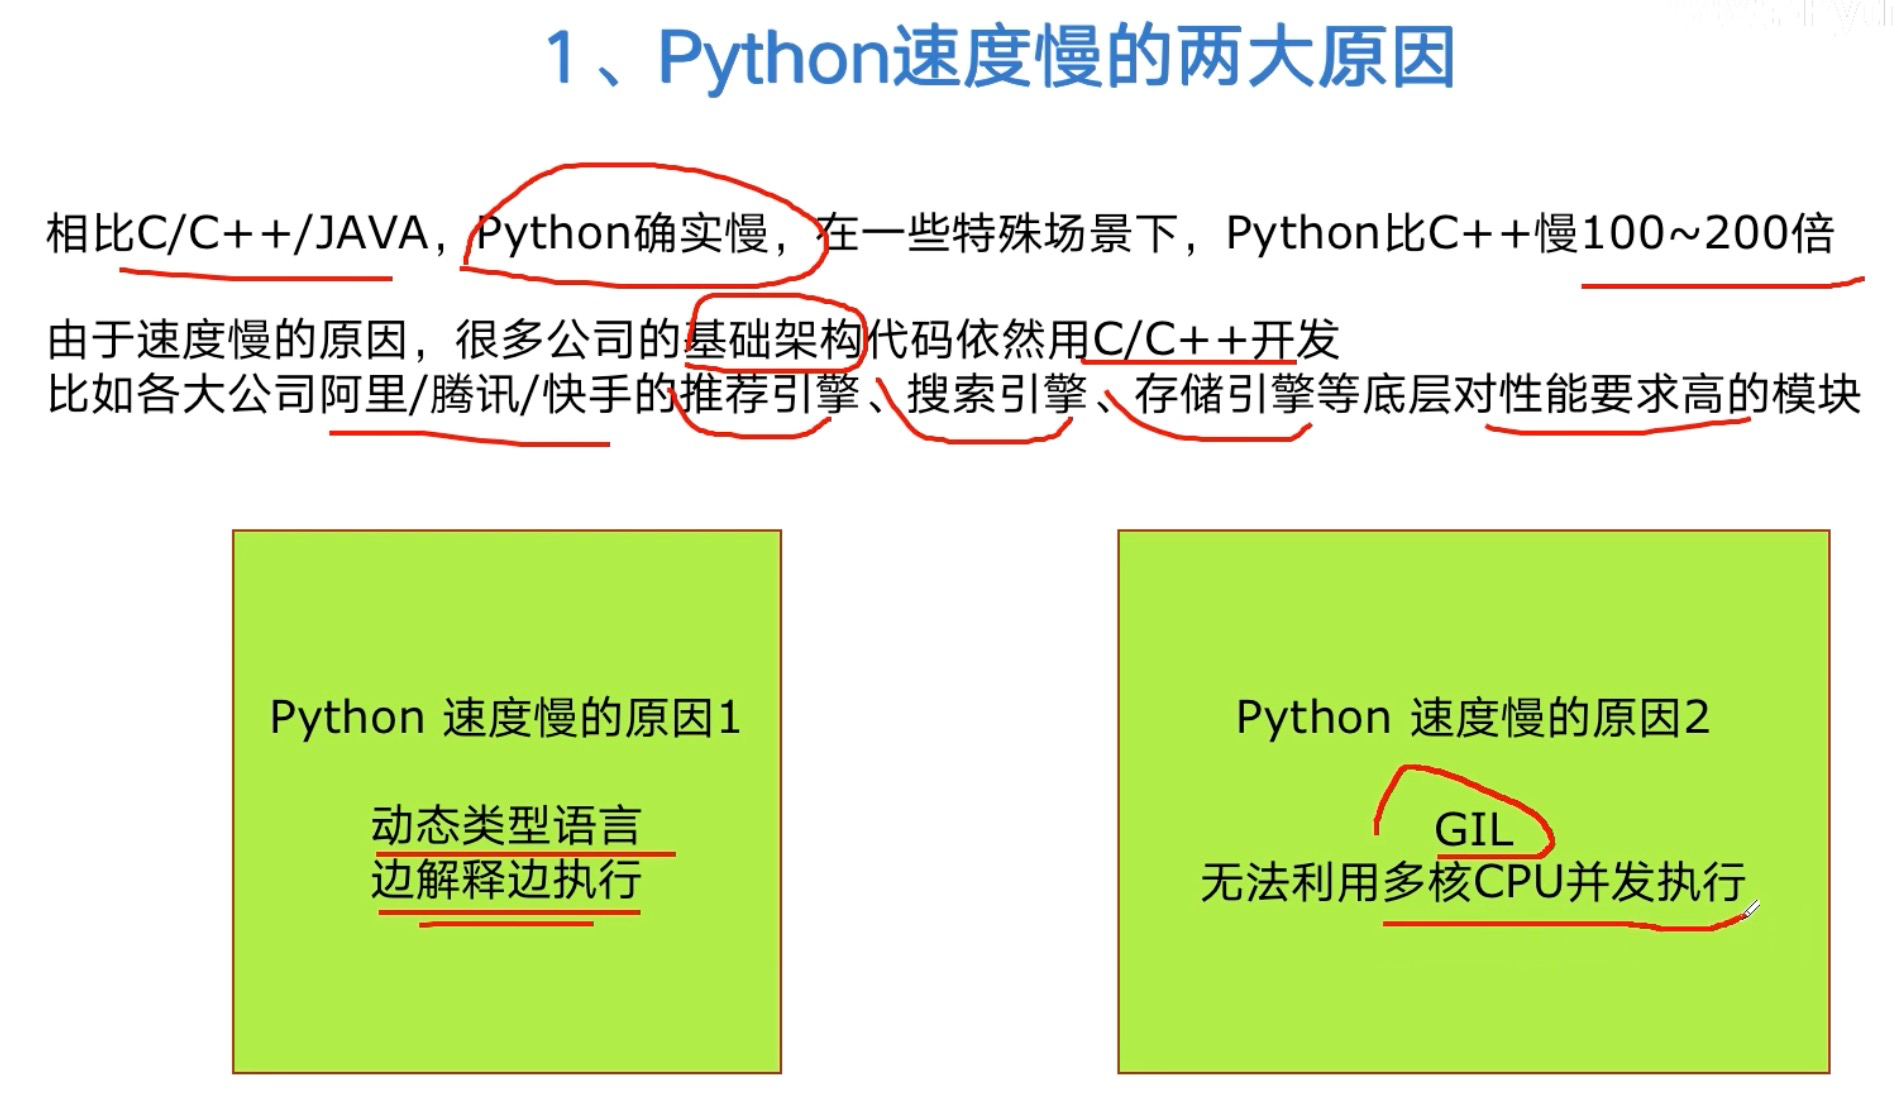 1、Python速度慢的两大原因
相比C/C++/JAVA，Python确实慢，在一些特殊场景下，Python比C++慢100~200倍
由于速度慢的原因，很多公司的基础架构代码依然用C/C++开发
比如各大公司阿里/腾讯/快手的推荐引擎、搜索引擎、存储引擎等底层对性能要求高的模块
Python 速度慢的原因1
动态类型语言
边解释边执行
Python 速度慢的原因2
GIL
无法利用多核CPU并发执行